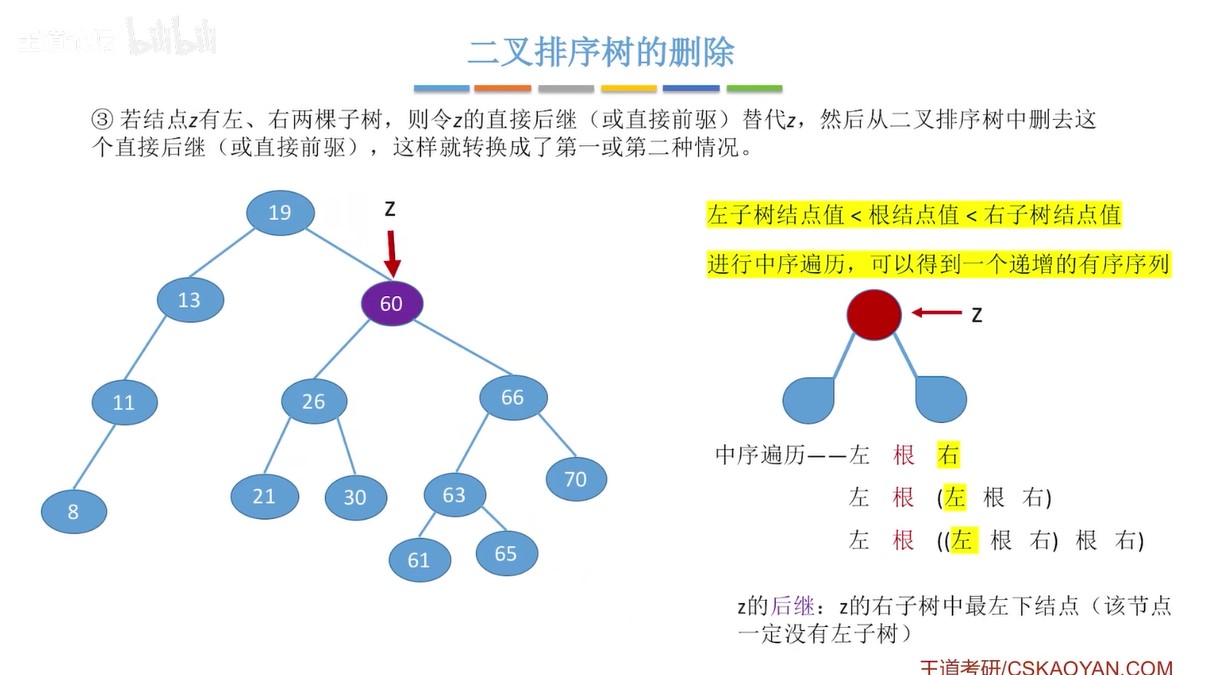 王道论坛 bilibili
二叉排序树的删除
③ 若结点z有左、右两棵子树，则令z的直接后继（或直接前驱）替代z，然后从二叉排序树中删去这
个直接后继（或直接前驱），这样就转换成了第一或第二种情况。
19
z
13
60
11
26
66
8
21
30
63
70
61
65
左子树结点值 < 根结点值 < 右子树结点值
进行中序遍历，可以得到一个递增的有序序列
z
中序遍历——左 根 右
左 根 (左 根 右)
左 根 ((左 根 右) 根 右)
z的后继：z的右子树中最左下结点（该节点
一定没有左子树）
王道考研/CSKAOYAN.COM